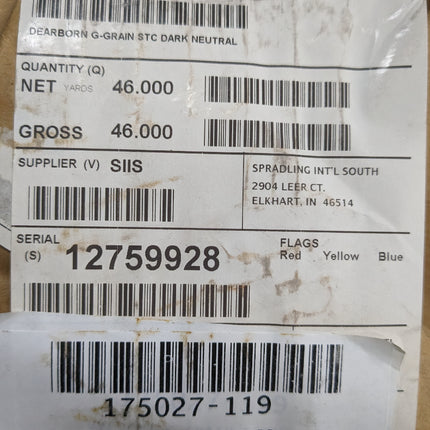 DEARBORN G-GRAIN STC DARK NEUTRAL
QUANTITY (Q)
NET YARDS 46.000
GROSS 46.000
SUPPLIER (V) SIIS
SPRADLING INT'L SOUTH
2904 LEER CT.
ELKHART, IN 46514
SERIAL
(S) 12759928
FLAGS
Red Yellow Blue
175027-119